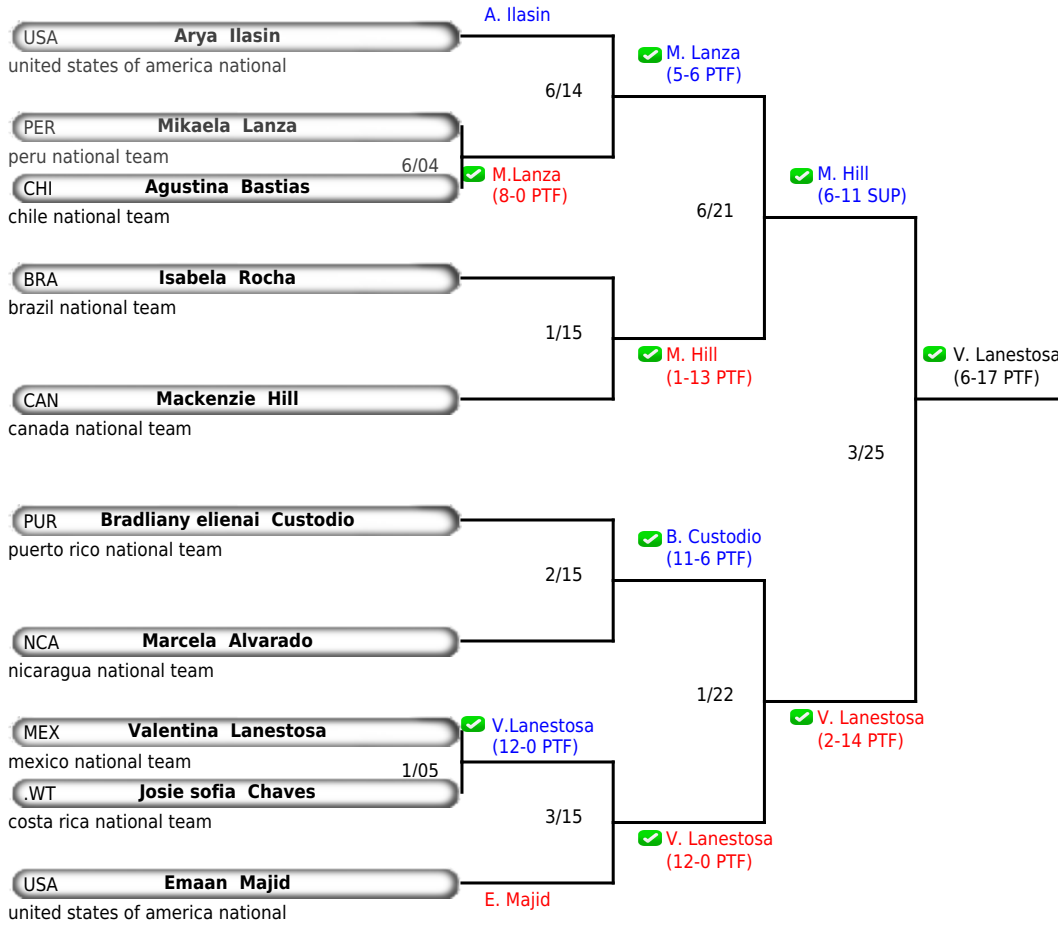 A. Ilasin
USA Arya Ilasin
united states of america national
M. Lanza
(5-6 PTF)
6/14
PER Mikaela Lanza
peru national team
6/04
M.Lanza
(8-0 PTF)
CHI Agustina Bastias
chile national team
M. Hill
(6-11 SUP)
6/21
BRA Isabela Rocha
brazil national team
1/15
M. Hill
(1-13 PTF)
CAN Mackenzie Hill
canada national team
V. Lanestosa
(6-17 PTF)
3/25
PUR Bradliany elienai Custodio
puerto rico national team
B. Custodio
(11-6 PTF)
2/15
NCA Marcela Alvarado
nicaragua national team
1/22
V. Lanestosa
(2-14 PTF)
MEX Valentina Lanestosa
mexico national team
V.Lanestosa
(12-0 PTF)
1/05
.WT Josie sofia Chaves
costa rica national team
3/15
V. Lanestosa
(12-0 PTF)
USA Emaan Majid
united states of america national
E. Majid